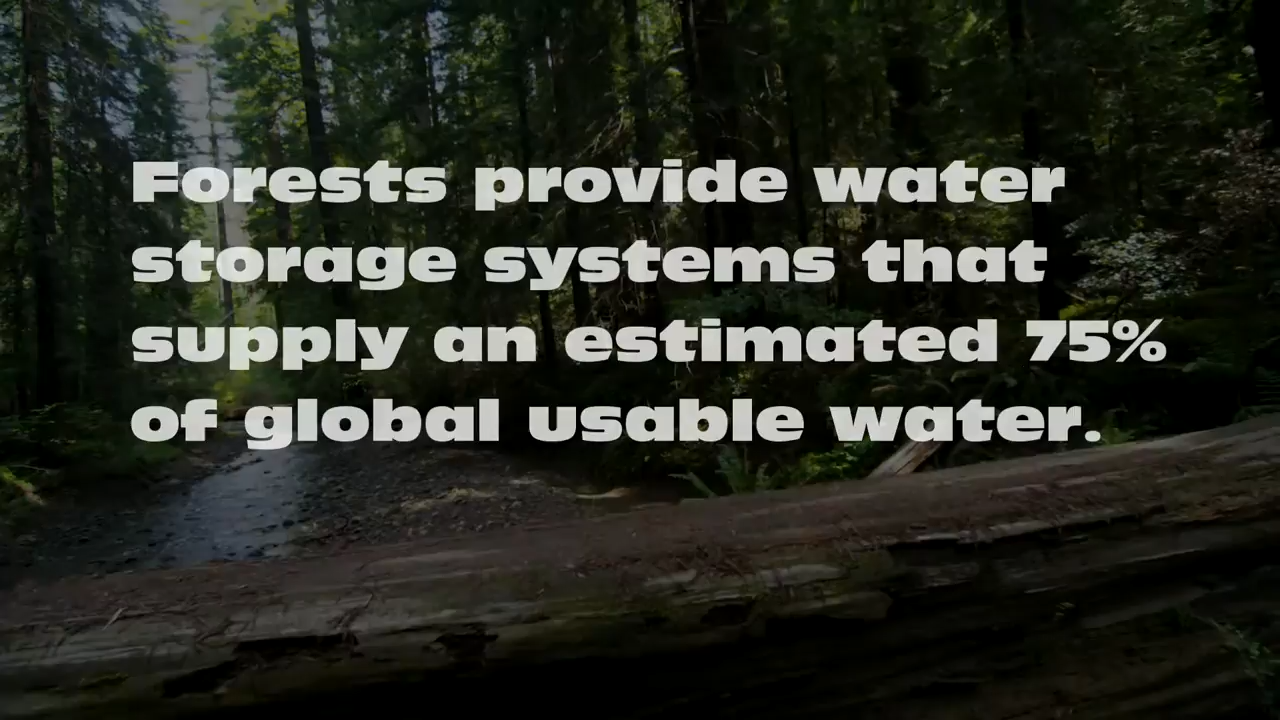 Forests provide water
storage systems that
supply an estimated 75%
of global usable water.